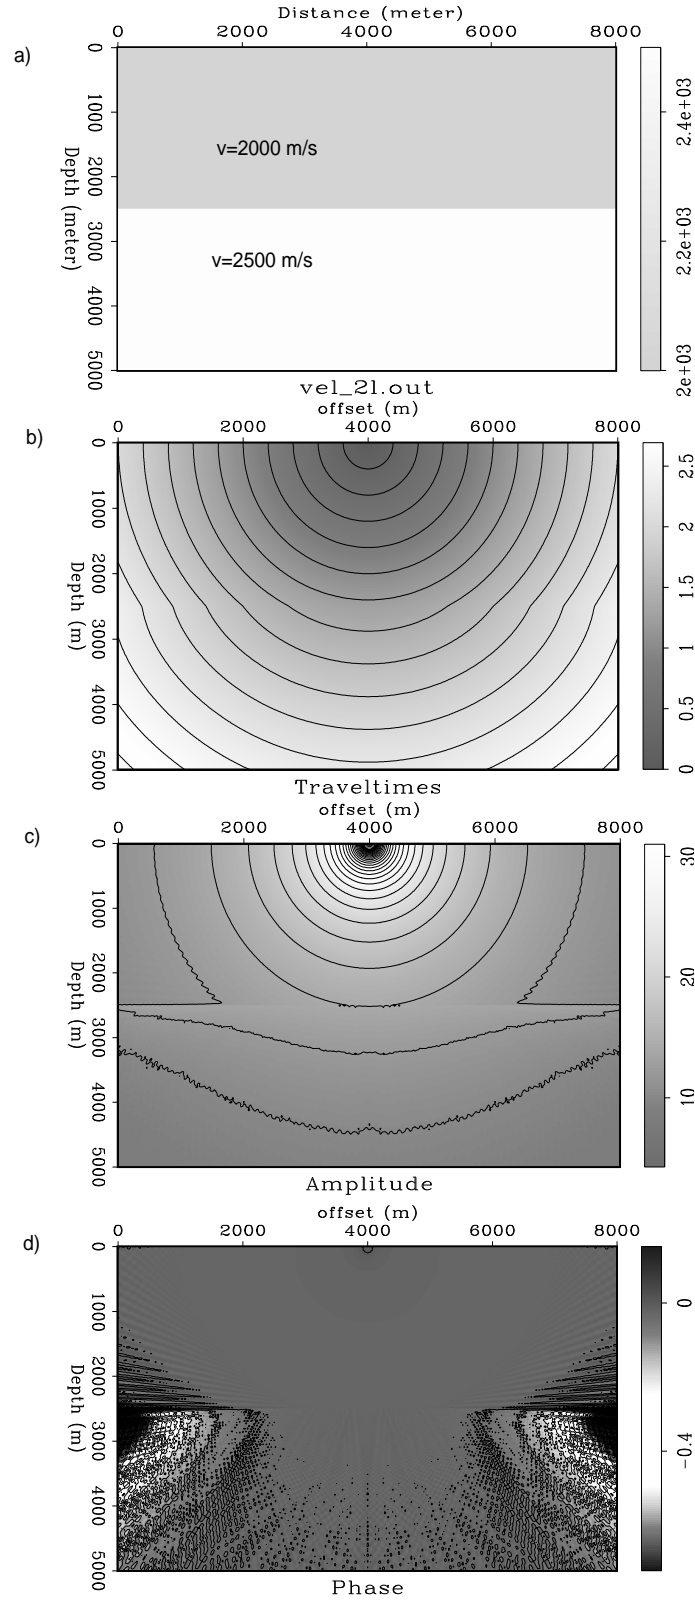 Distance (meter)
0 2000 4000 6000 8000
a)
0 1000 2000 3000 4000 5000
Depth (meter)
v=2000 m/s
v=2500 m/s
2e+03 2.2e+03 2.4e+03
vel_2l.out
offset (m)
0 2000 4000 6000 8000
b)
0 1000 2000 3000 4000 5000
Depth (m)
0 0.5 1 1.5 2 2.5
Traveltimes
offset (m)
0 2000 4000 6000 8000
c)
0 1000 2000 3000 4000 5000
Depth (m)
10 20 30
Amplitude
offset (m)
0 2000 4000 6000 8000
d)
0 1000 2000 3000 4000 5000
Depth (m)
−0.4 0
Phase